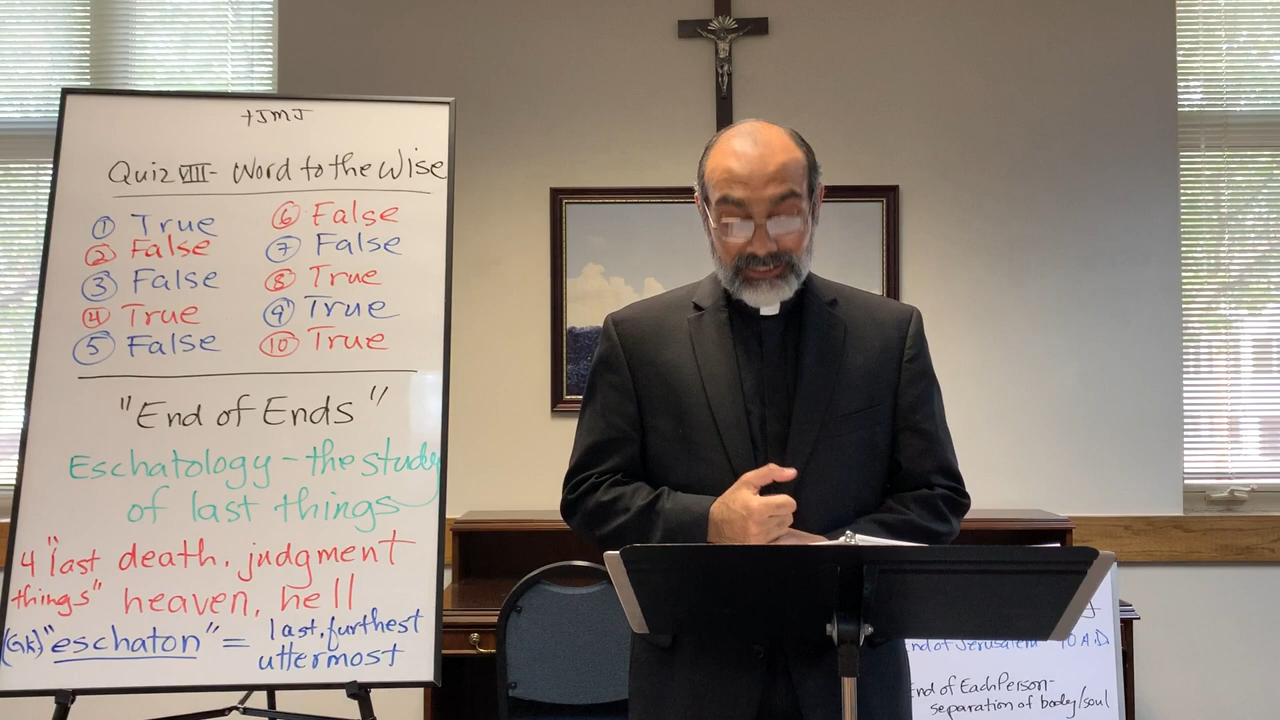 +JMJ
Quiz VIII - Word to the Wise
① True
② False
③ False
④ True
⑤ False
⑥ False
⑦ False
⑧ True
⑨ True
⑩ True
"End of Ends"
Eschatology - the study
of last things
4 "last death, judgment
things" heaven, hell
(Gk) "eschaton" = last, furthest
uttermost
End of Jerusalem 70 A.D.
End of Each Person-
separation of body/soul